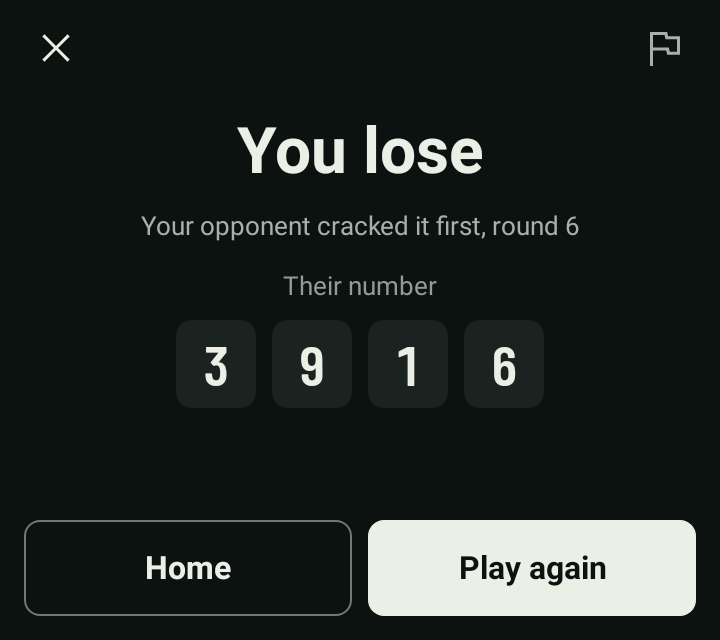 You lose
Your opponent cracked it first, round 6
Their number
3 9 1 6
Home Play again